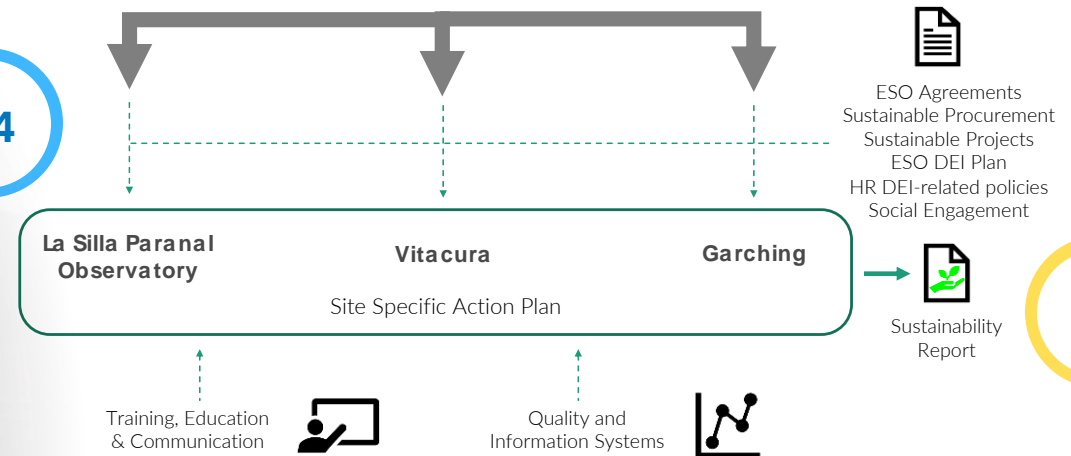 4
ESO Agreements
Sustainable Procurement
Sustainable Projects
ESO DEI Plan
HR DEI-related policies
Social Engagement
La Silla Paranal
Observatory
Vitacura
Garching
Site Specific Action Plan
Sustainability
Report
Training, Education
& Communication
Quality and
Information Systems